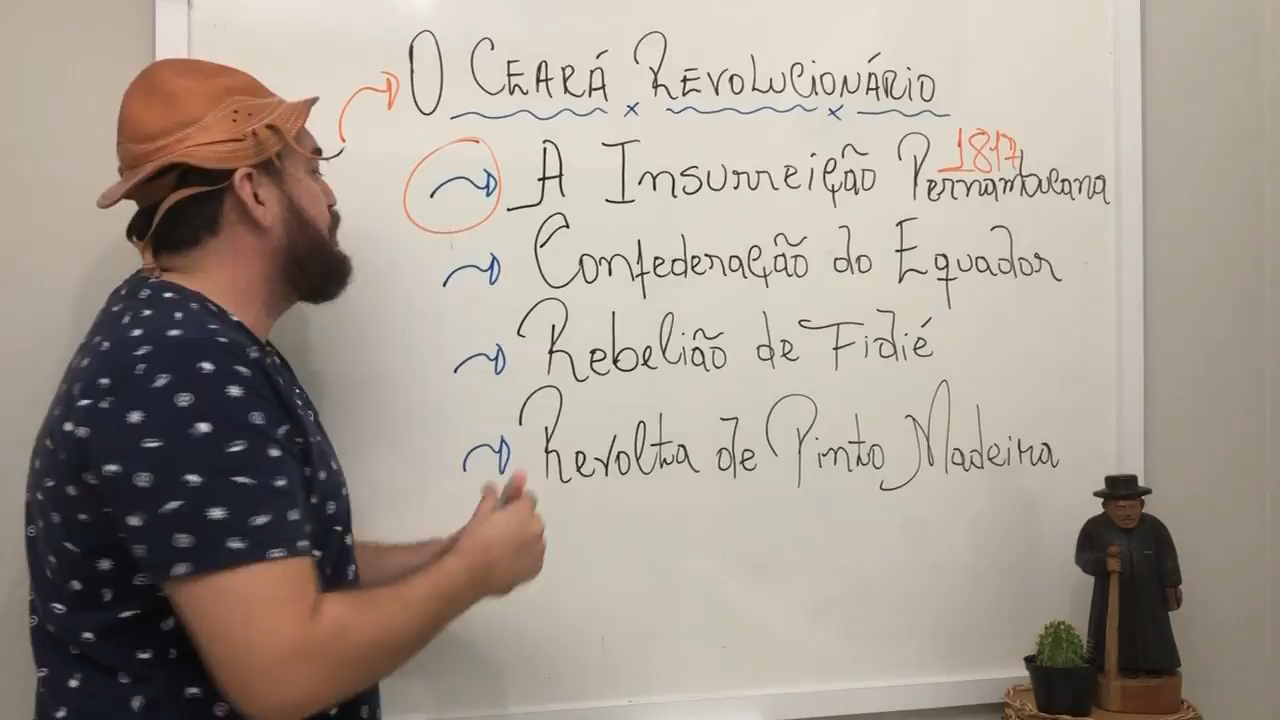 O CEARÁ REVOLUCIONÁRIO
1817
A Insurreição Pernambucana
Confederação do Equador
Rebelião de Fidié
Revolta de Pinto Madeira